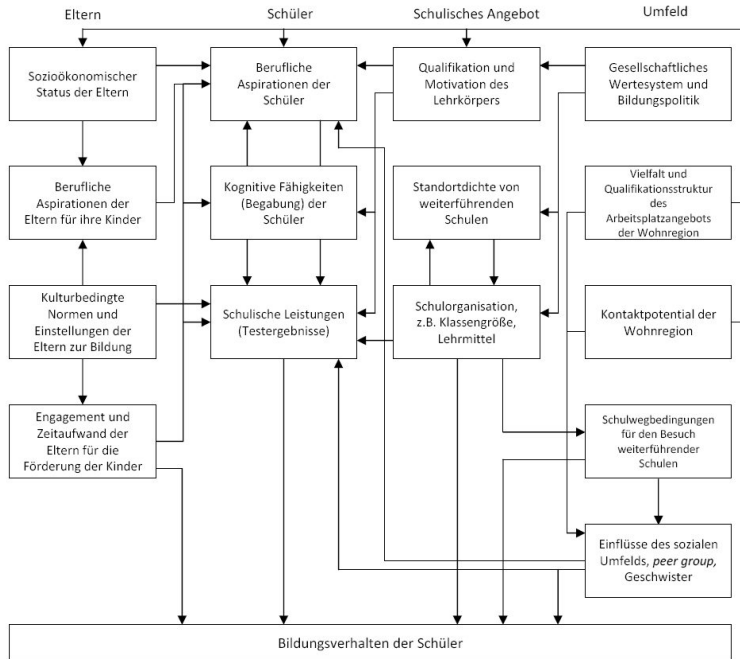 Eltern
Schüler
Schulisches Angebot
Umfeld
Sozioökonomischer
Status der Eltern
Berufliche
Aspirationen der
Schüler
Qualifikation und
Motivation des
Lehrkörpers
Gesellschaftliches
Wertesystem und
Bildungspolitik
Berufliche
Aspirationen der
Eltern für ihre Kinder
Kognitive Fähigkeiten
(Begabung) der
Schüler
Standortdichte von
weiterführenden
Schulen
Vielfalt und
Qualifikationsstruktur
des
Arbeitsplatzangebots
der Wohnregion
Kulturbedingte
Normen und
Einstellungen der
Eltern zur Bildung
Schulische Leistungen
(Testergebnisse)
Schulorganisation,
z.B. Klassengröße,
Lehrmittel
Kontaktpotential der
Wohnregion
Engagement und
Zeitaufwand der
Eltern für die
Förderung der Kinder
Schulwegbedingungen
für den Besuch
weiterführender
Schulen
Einflüsse des sozialen
Umfelds, peer group,
Geschwister
Bildungsverhalten der Schüler